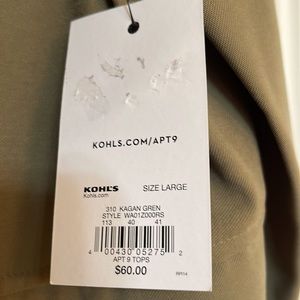 KOHLS.COM/APT9
KOHL'S SIZE LARGE
Kohls.com
310 KAGAN GREN
STYLE WA01Z000RS
113 40 41
4 00430 05275 2
APT 9 TOPS
$60.00